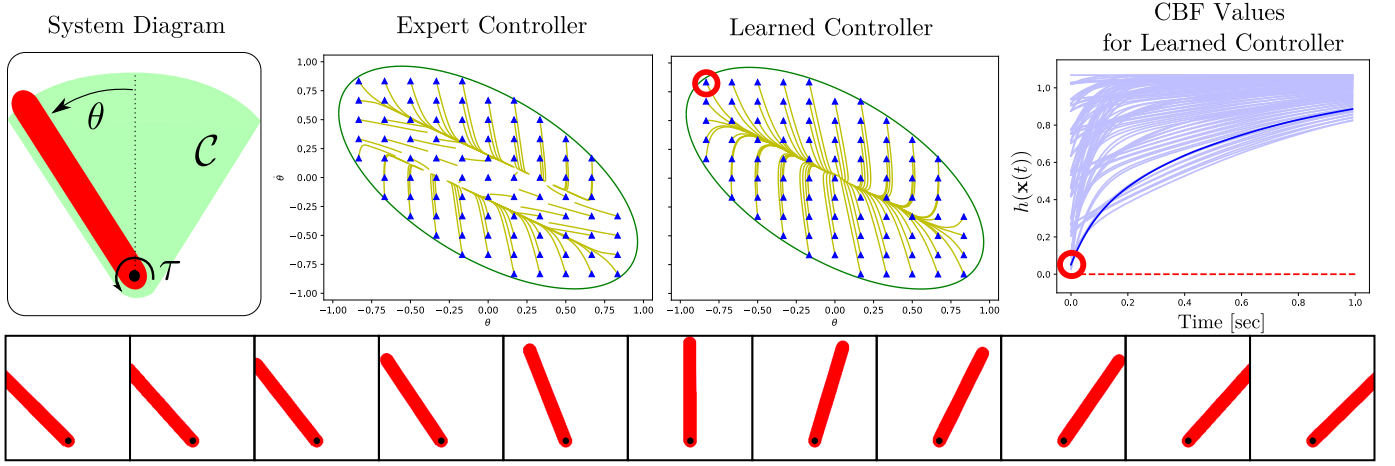 System Diagram
θ
𝒞
τ
Expert Controller
1.00
0.75
0.50
0.25
0.00
−0.25
−0.50
−0.75
−1.00
θ̇
−1.00 −0.75 −0.50 −0.25 0.00 0.25 0.50 0.75 1.00
θ
Learned Controller
−1.00 −0.75 −0.50 −0.25 0.00 0.25 0.50 0.75 1.00
θ
CBF Values
for Learned Controller
1.0
0.8
0.6
0.4
0.2
0.0
h(x(t))
0.0 0.2 0.4 0.6 0.8 1.0
Time [sec]